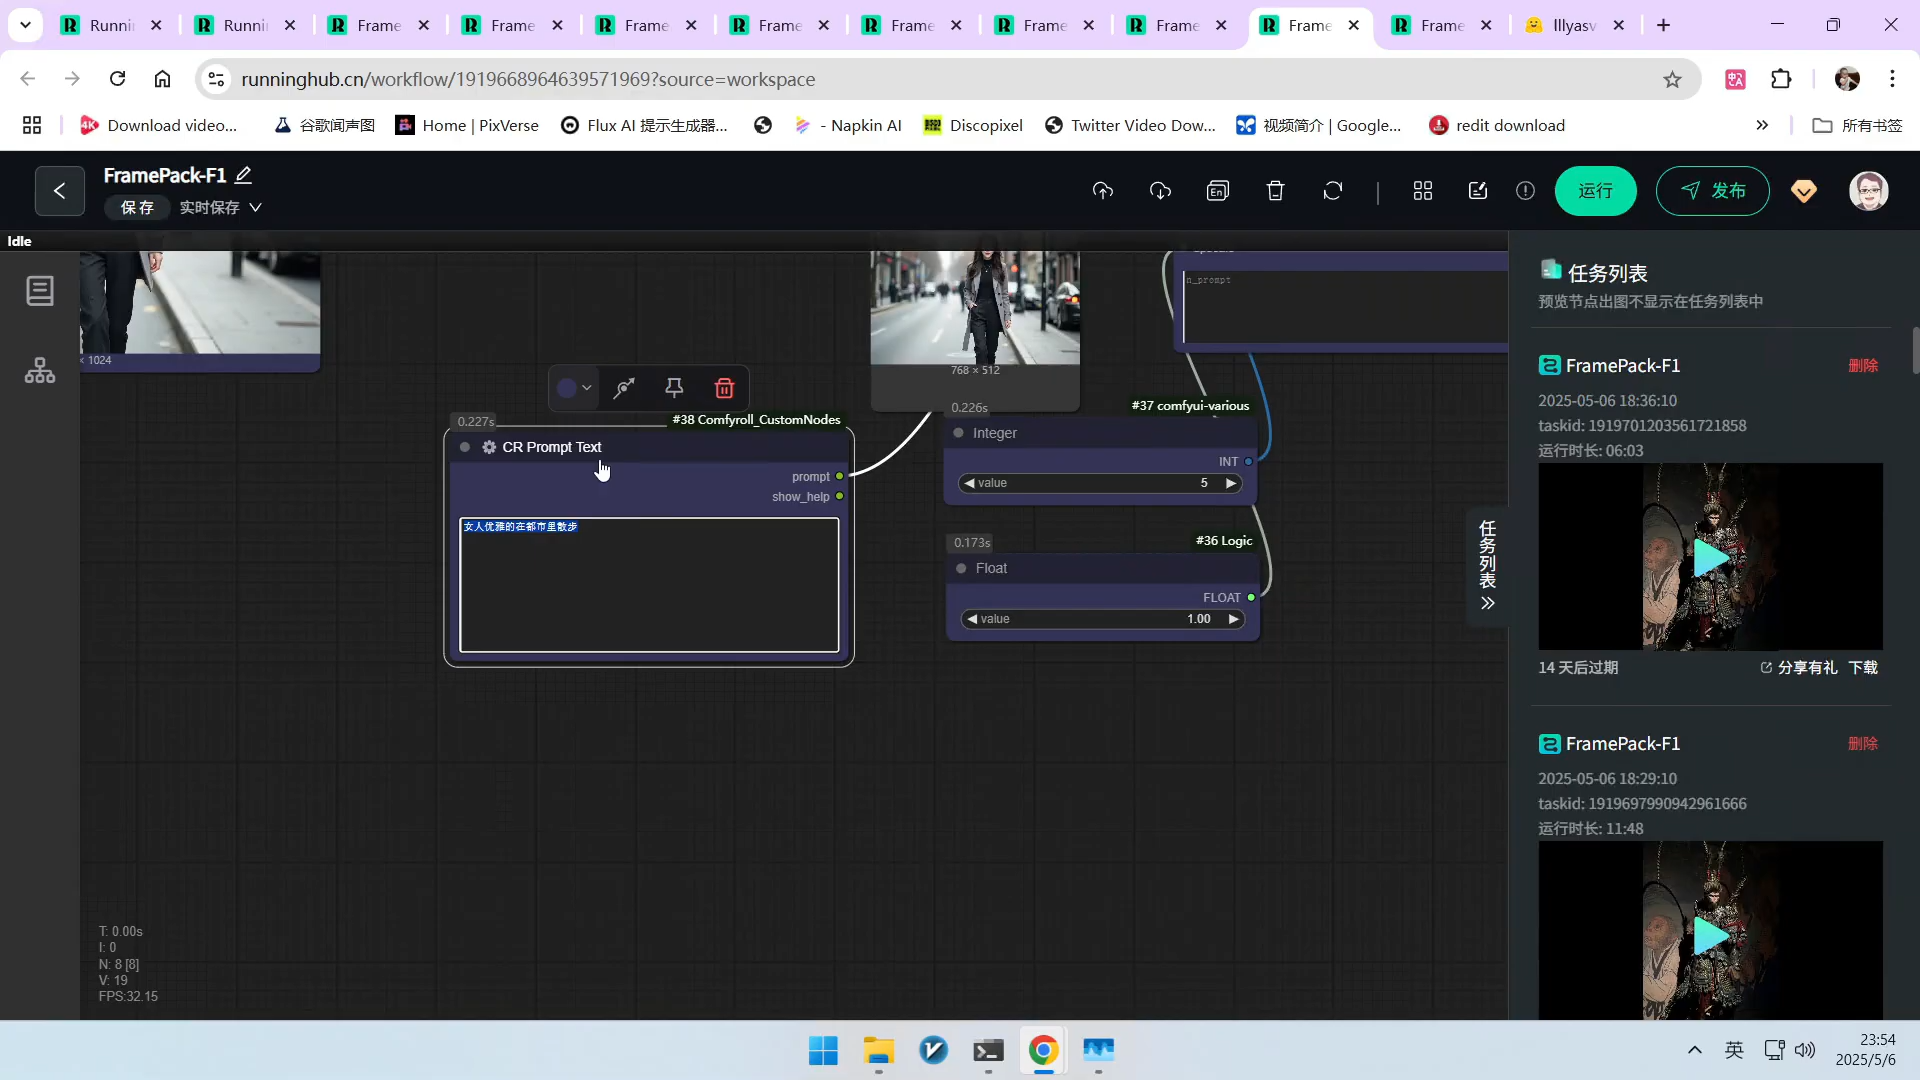 Runni
Runni
Frame
Frame
Frame
Frame
Frame
Frame
Frame
Frame
Frame
Illyasv
runninghub.cn/workflow/1919668964639571969?source=workspace
Download video...
谷歌闻声图
Home | PixVerse
Flux AI 提示生成器...
- Napkin AI
Discopixel
Twitter Video Dow...
视频简介 | Google...
redit download
所有书签
FramePack-F1
保存
实时保存
En
运行
发布
Idle
任务列表
预览节点出图不显示在任务列表中
FramePack-F1
删除
2025-05-06 18:36:10
taskid: 1919701203561721858
运行时长: 06:03
14 天后过期
分享有礼
下载
FramePack-F1
删除
2025-05-06 18:29:10
taskid: 1919697990942961666
运行时长: 11:48
任务列表
× 1024
768 × 512
n_prompt
0.227s
#38 Comfyroll_CustomNodes
CR Prompt Text
prompt
show_help
女人优雅的在都市里散步
0.226s
#37 comfyui-various
Integer
INT
value
5
0.173s
#36 Logic
Float
FLOAT
value
1.00
T: 0.00s
I: 0
N: 8 [8]
V: 19
FPS:32.15
英
23:54
2025/5/6